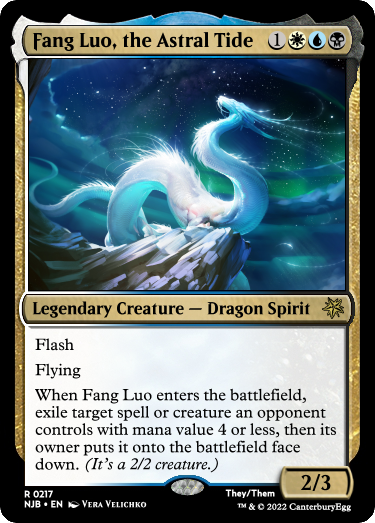 Fang Luo, the Astral Tide 1
Legendary Creature — Dragon Spirit
Flash
Flying
When Fang Luo enters the battlefield,
exile target spell or creature an opponent
controls with mana value 4 or less, then its
owner puts it onto the battlefield face
down. (It's a 2/2 creature.)
2/3
R 0217
NJB • EN Vera Velichko
They/Them
™ & © 2022 CanterburyEgg